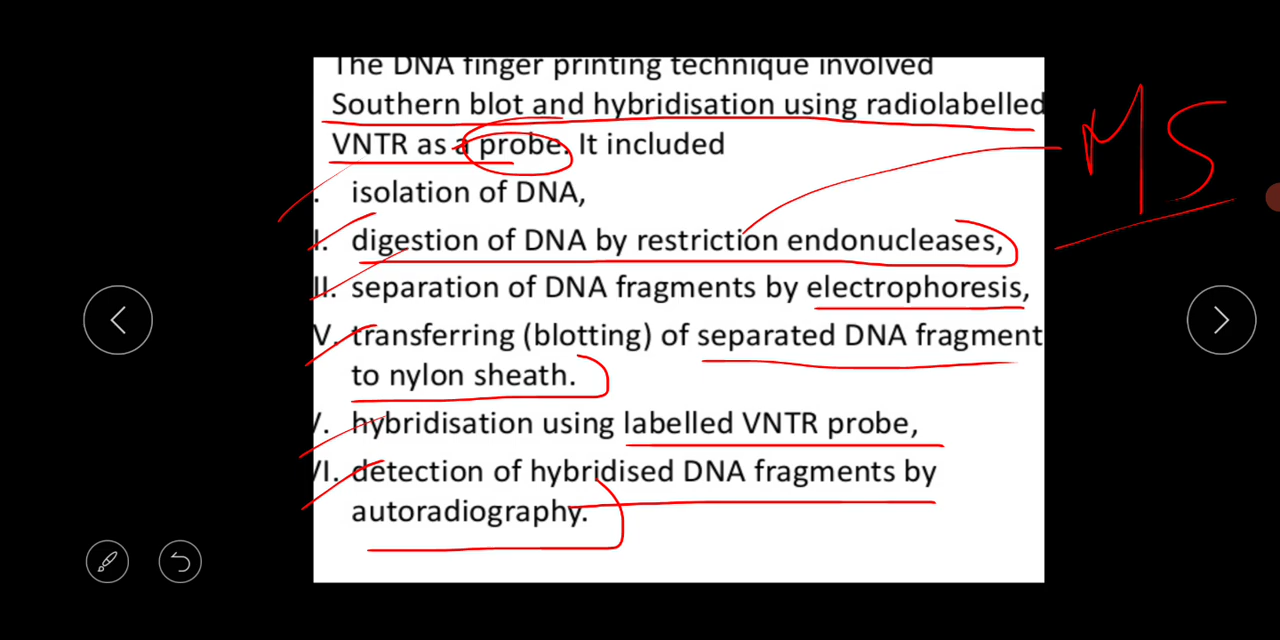 The DNA finger printing technique involved
Southern blot and hybridisation using radiolabelled
VNTR as a probe. It included
. isolation of DNA,
I. digestion of DNA by restriction endonucleases,
II. separation of DNA fragments by electrophoresis,
V. transferring (blotting) of separated DNA fragment
to nylon sheath.
V. hybridisation using labelled VNTR probe,
VI. detection of hybridised DNA fragments by
autoradiography.
MS